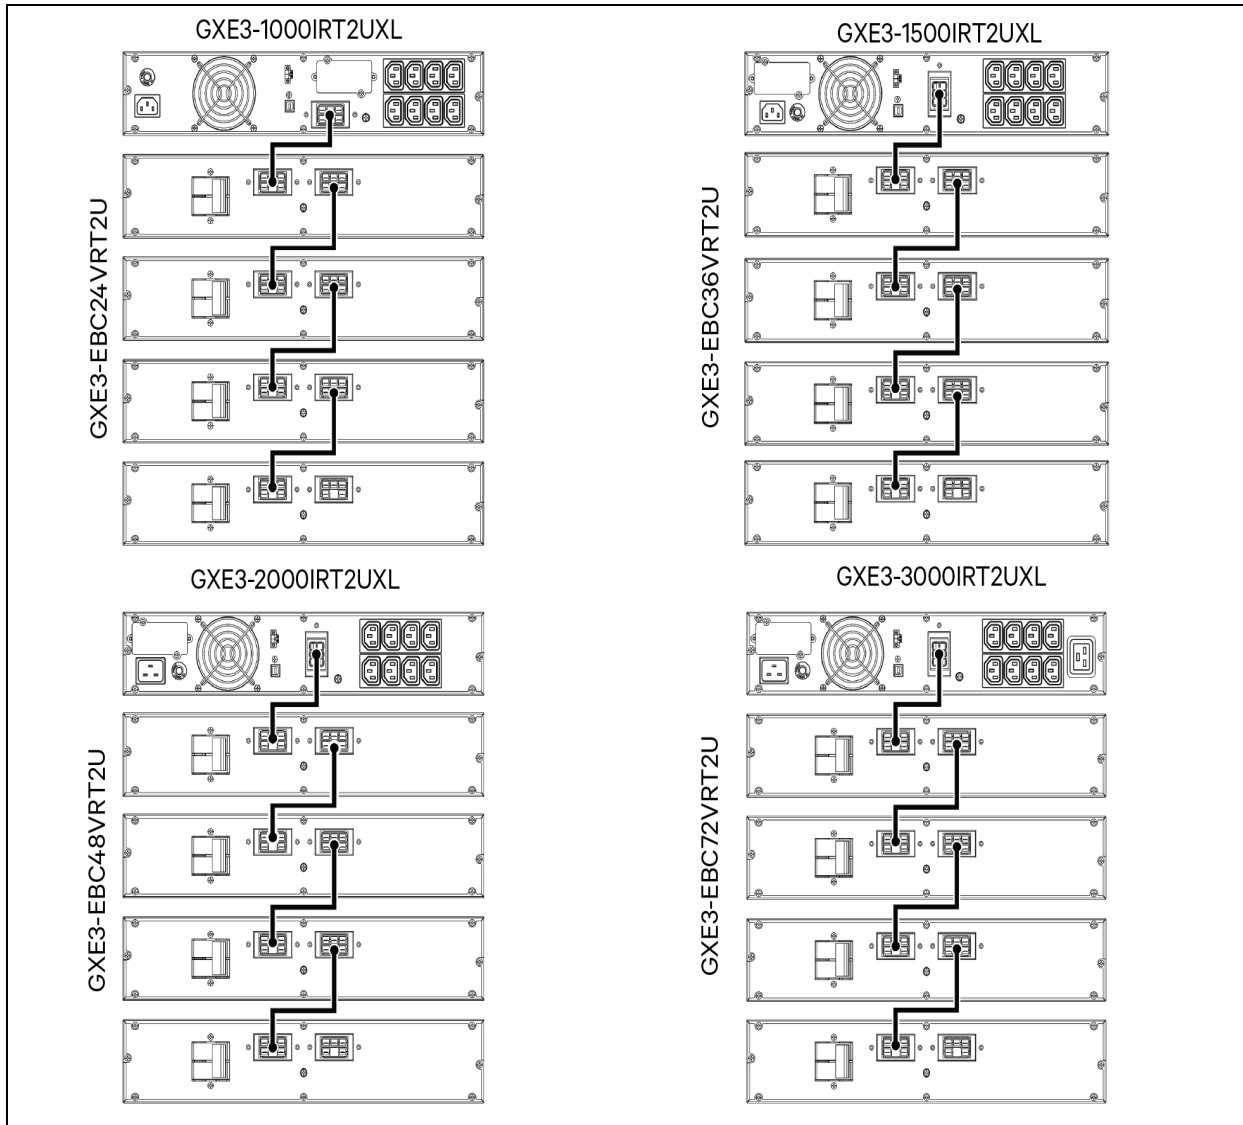 GXE3-1000IRT2UXL
GXE3-EBC24VRT2U
GXE3-1500IRT2UXL
GXE3-EBC36VRT2U
GXE3-2000IRT2UXL
GXE3-EBC48VRT2U
GXE3-3000IRT2UXL
GXE3-EBC72VRT2U